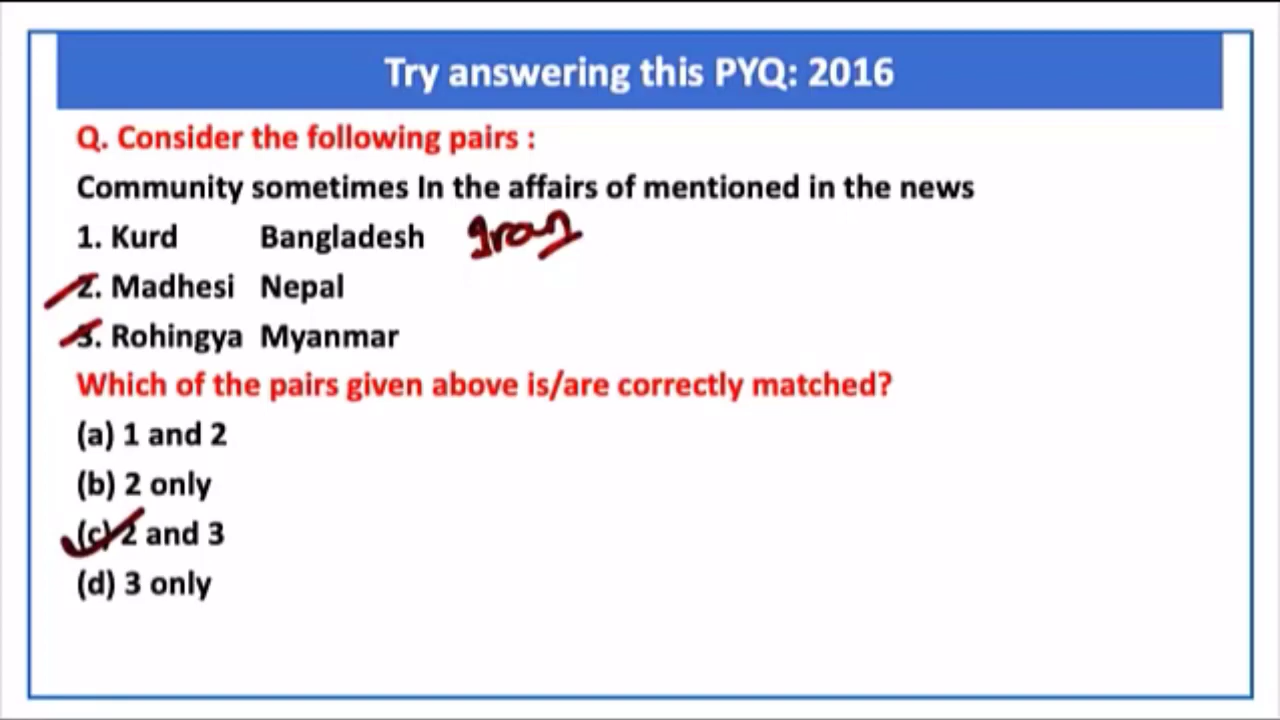 Try answering this PYQ: 2016
Q. Consider the following pairs :
Community sometimes In the affairs of mentioned in the news
1. Kurd Bangladesh
2. Madhesi Nepal
3. Rohingya Myanmar
Which of the pairs given above is/are correctly matched?
(a) 1 and 2
(b) 2 only
(c) 2 and 3
(d) 3 only